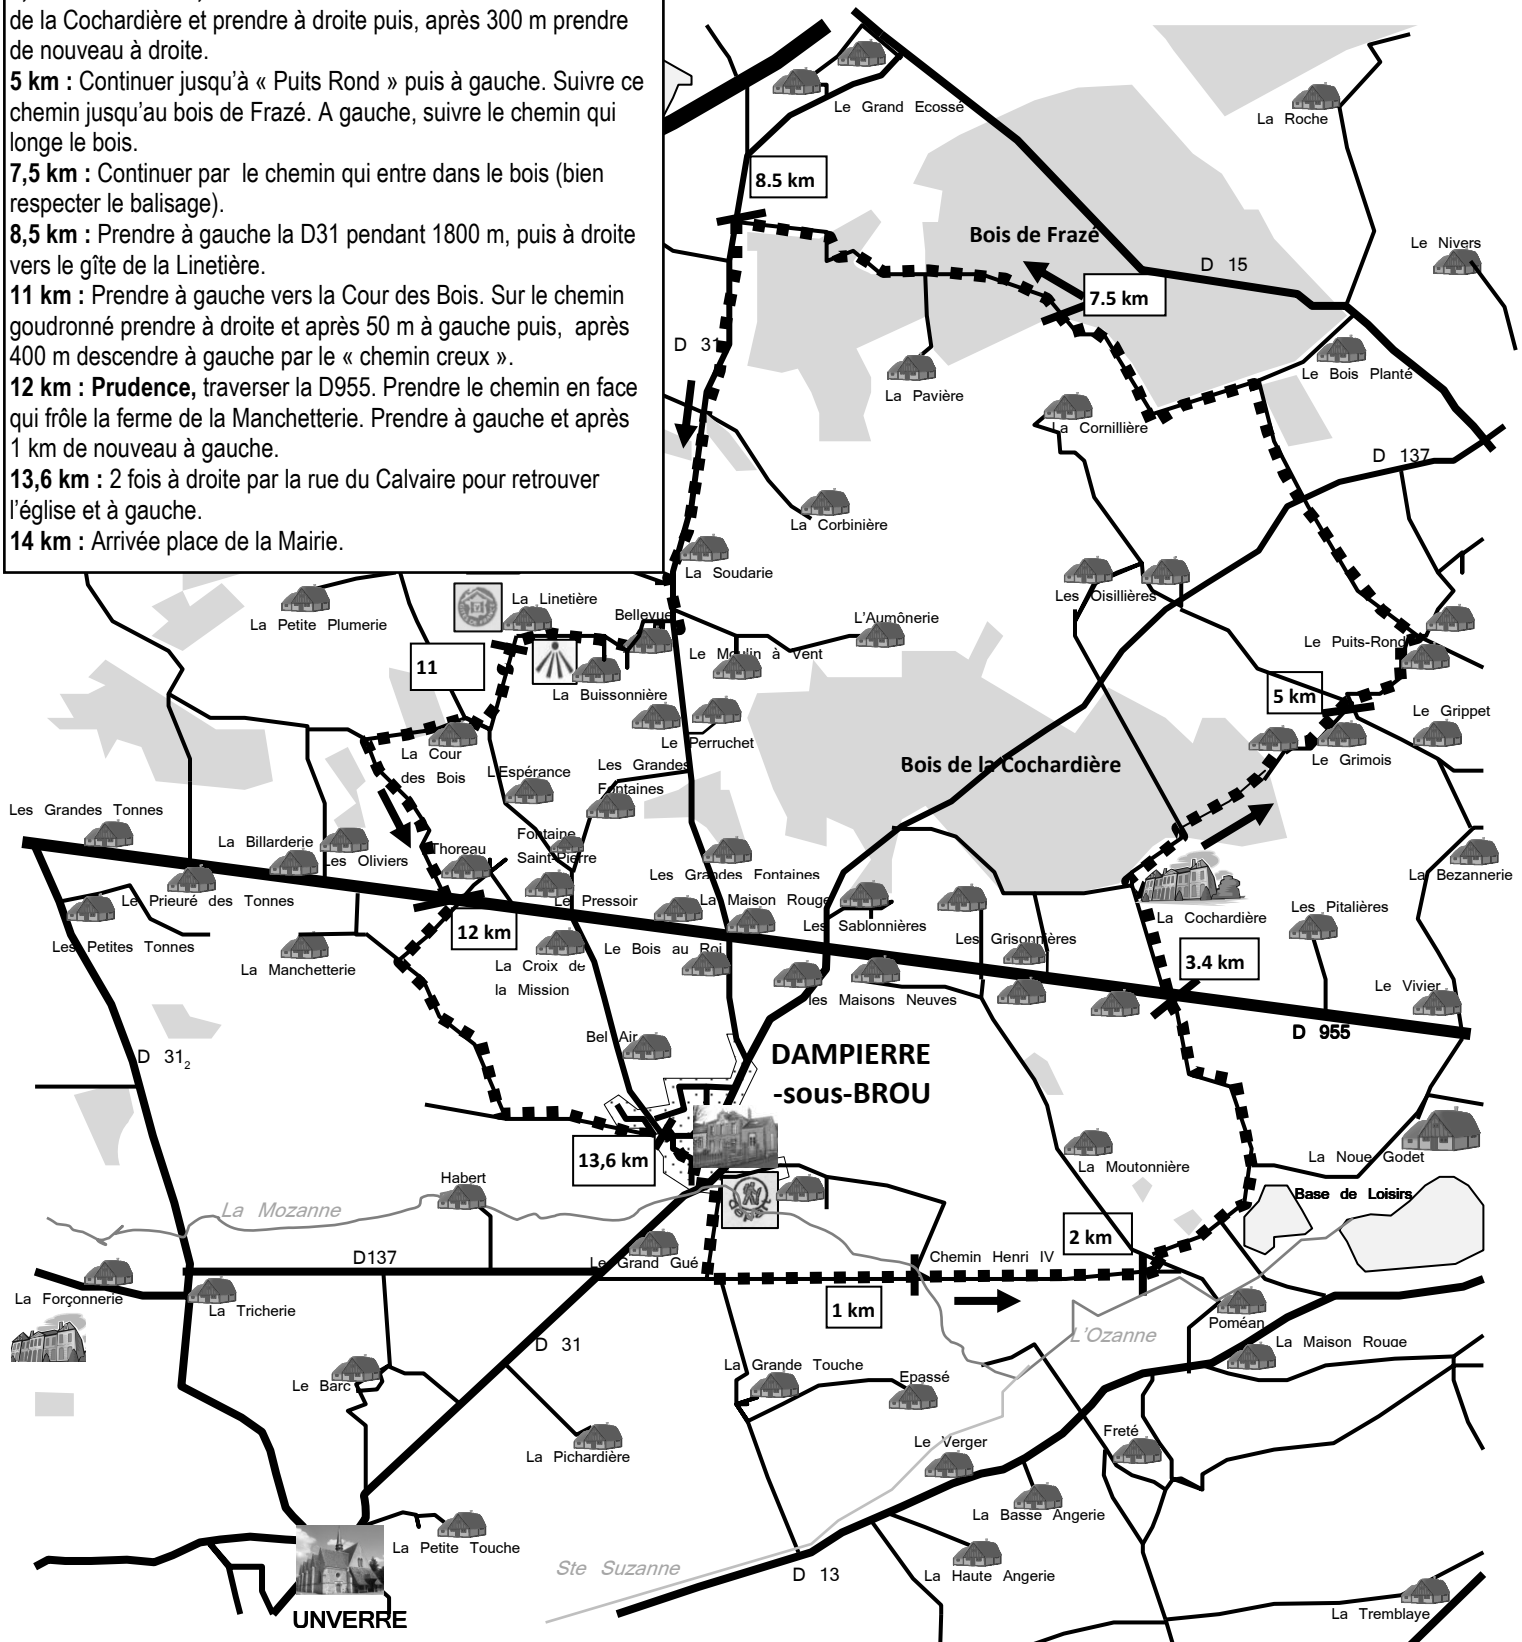 de la Cochardière et prendre à droite puis, après 300 m prendre
de nouveau à droite.
5 km : Continuer jusqu'à « Puits Rond » puis à gauche. Suivre ce
chemin jusqu'au bois de Frazé. A gauche, suivre le chemin qui
longe le bois.
7,5 km : Continuer par le chemin qui entre dans le bois (bien
respecter le balisage).
8,5 km : Prendre à gauche la D31 pendant 1800 m, puis à droite
vers le gîte de la Linetière.
11 km : Prendre à gauche vers la Cour des Bois. Sur le chemin
goudronné prendre à droite et après 50 m à gauche puis, après
400 m descendre à gauche par le « chemin creux ».
12 km : Prudence, traverser la D955. Prendre le chemin en face
qui frôle la ferme de la Manchetterie. Prendre à gauche et après
1 km de nouveau à gauche.
13,6 km : 2 fois à droite par la rue du Calvaire pour retrouver
l'église et à gauche.
14 km : Arrivée place de la Mairie.
Le Grand Ecossé
La Roche
8.5 km
Bois de Frazé
Le Nivers
D 15
7.5 km
D 31
Le Bois Planté
La Pavière
La Cornillière
D 137
La Corbinière
La Soudarie
Les Oisillières
La Linetière
La Petite Plumerie
Bellevue
L'Aumônerie
Le Puits-Rond
Le Moulin à Vent
11
La Buissonnière
5 km
Le Grippet
Le Perruchet
La Cour
des Bois
Le Grimois
Bois de la Cochardière
L'Espérance
Les Grandes
Fontaines
Les Grandes Tonnes
La Billarderie
Les Oliviers
Thoreau
Fontaine
Saint-Pierre
Les Grandes Fontaines
La Bezannerie
Le Prieuré des Tonnes
Le Pressoir
La Maison Rouge
Les Pitalières
La Cochardière
Les Sablonnières
12 km
Les Petites Tonnes
Le Bois au Roi
Les Grisonnières
La Manchetterie
La Croix de
la Mission
3.4 km
Le Vivier
les Maisons Neuves
D 955
Bel Air
DAMPIERRE
-sous-BROU
D 31₂
13,6 km
La Moutonnière
La Noue Godet
Habert
Base de Loisirs
La Mozanne
2 km
D137
Le Grand Gué
Chemin Henri IV
La Forçonnerie
La Tricherie
1 km
Poméan
L'Ozanne
D 31
La Maison Rouge
La Grande Touche
Epassé
Le Barc
Le Verger
Freté
La Pichardière
La Basse Angerie
La Petite Touche
Ste Suzanne
D 13
La Haute Angerie
La Tremblaye
UNVERRE